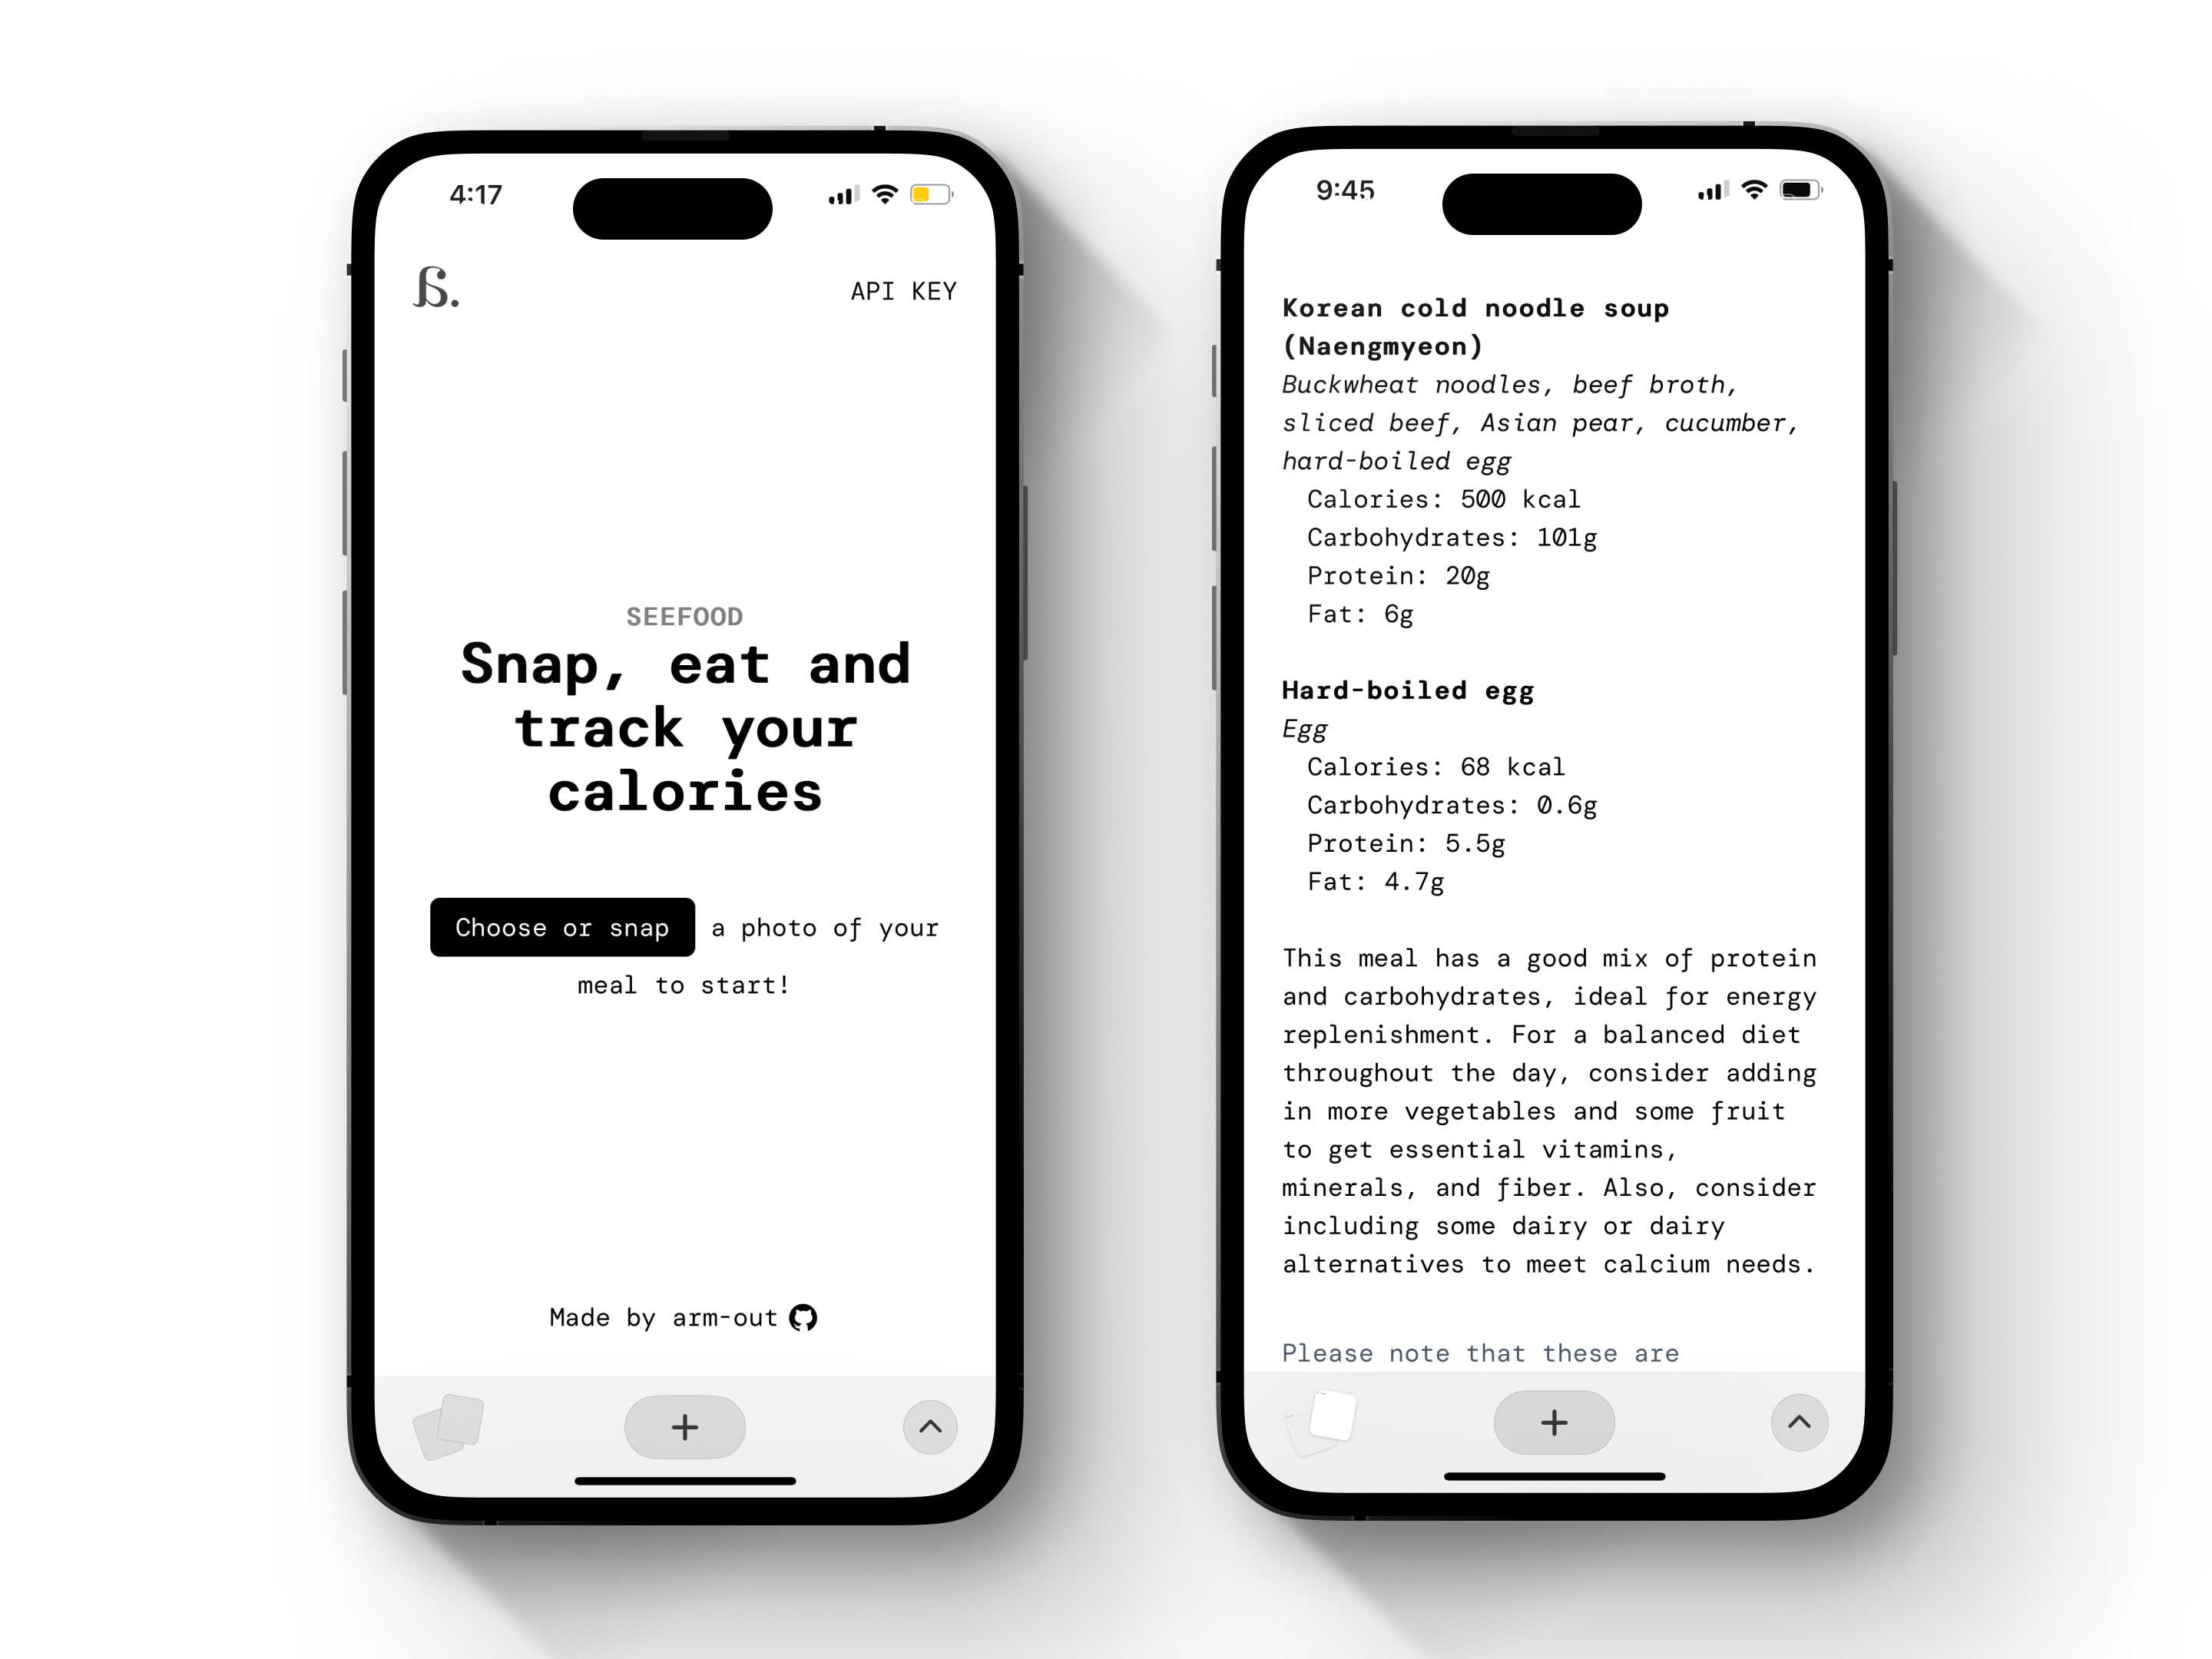 4:17
API KEY
SEEFOOD
Snap, eat and
track your
calories
Choose or snap a photo of your
meal to start!
Made by arm-out
9:45
Korean cold noodle soup
(Naengmyeon)
Buckwheat noodles, beef broth,
sliced beef, Asian pear, cucumber,
hard-boiled egg
Calories: 500 kcal
Carbohydrates: 101g
Protein: 20g
Fat: 6g
Hard-boiled egg
Egg
Calories: 68 kcal
Carbohydrates: 0.6g
Protein: 5.5g
Fat: 4.7g
This meal has a good mix of protein
and carbohydrates, ideal for energy
replenishment. For a balanced diet
throughout the day, consider adding
in more vegetables and some fruit
to get essential vitamins,
minerals, and fiber. Also, consider
including some dairy or dairy
alternatives to meet calcium needs.
Please note that these are